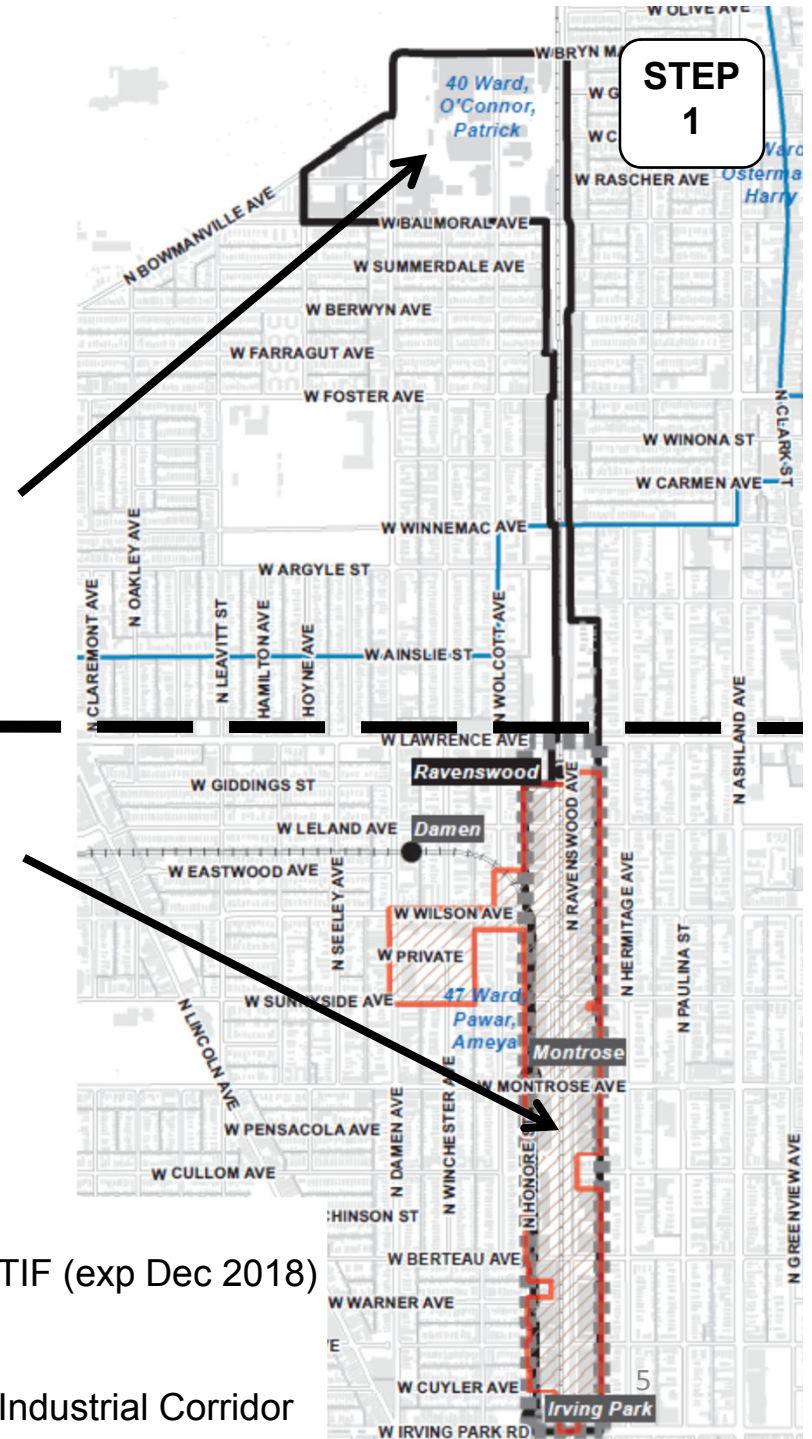 W OLIVE AVE
W BRYN MA
STEP
1
40 Ward,
O'Connor,
Patrick
W G
W C
Ward
Osterma
Harry
W RASCHER AVE
N BOWMANVILLE AVE
W BALMORAL AVE
W SUMMERDALE AVE
W BERWYN AVE
W FARRAGUT AVE
W FOSTER AVE
N CLARK ST
W WINONA ST
W CARMEN AVE
W WINNEMAC AVE
N OAKLEY AVE
W ARGYLE ST
N CLAREMONT AVE
N LEAVITT ST
HAMILTON AVE
HOYNE AVE
N WOLCOTT AVE
W AINSLIE ST
N ASHLAND AVE
W LAWRENCE AVE
Ravenswood
W GIDDINGS ST
N RAVENSWOOD AVE
W LELAND AVE
Damen
W EASTWOOD AVE
N SEELEY AVE
N HERMITAGE AVE
W WILSON AVE
N PAULINA ST
W PRIVATE
W SUNNYSIDE AVE
47 Ward,
Pawar,
Ameya
N LINCOLN AVE
Montrose
W MONTROSE AVE
W PENSACOLA AVE
N DAMEN AVE
N WINCHESTER AVE
N HONORE S
W CULLOM AVE
N GREENVIEW AVE
CHINSON ST
W BERTEAU AVE
TIF (exp Dec 2018)
W WARNER AVE
E
W CUYLER AVE
5
Industrial Corridor
Irving Park
W IRVING PARK RD